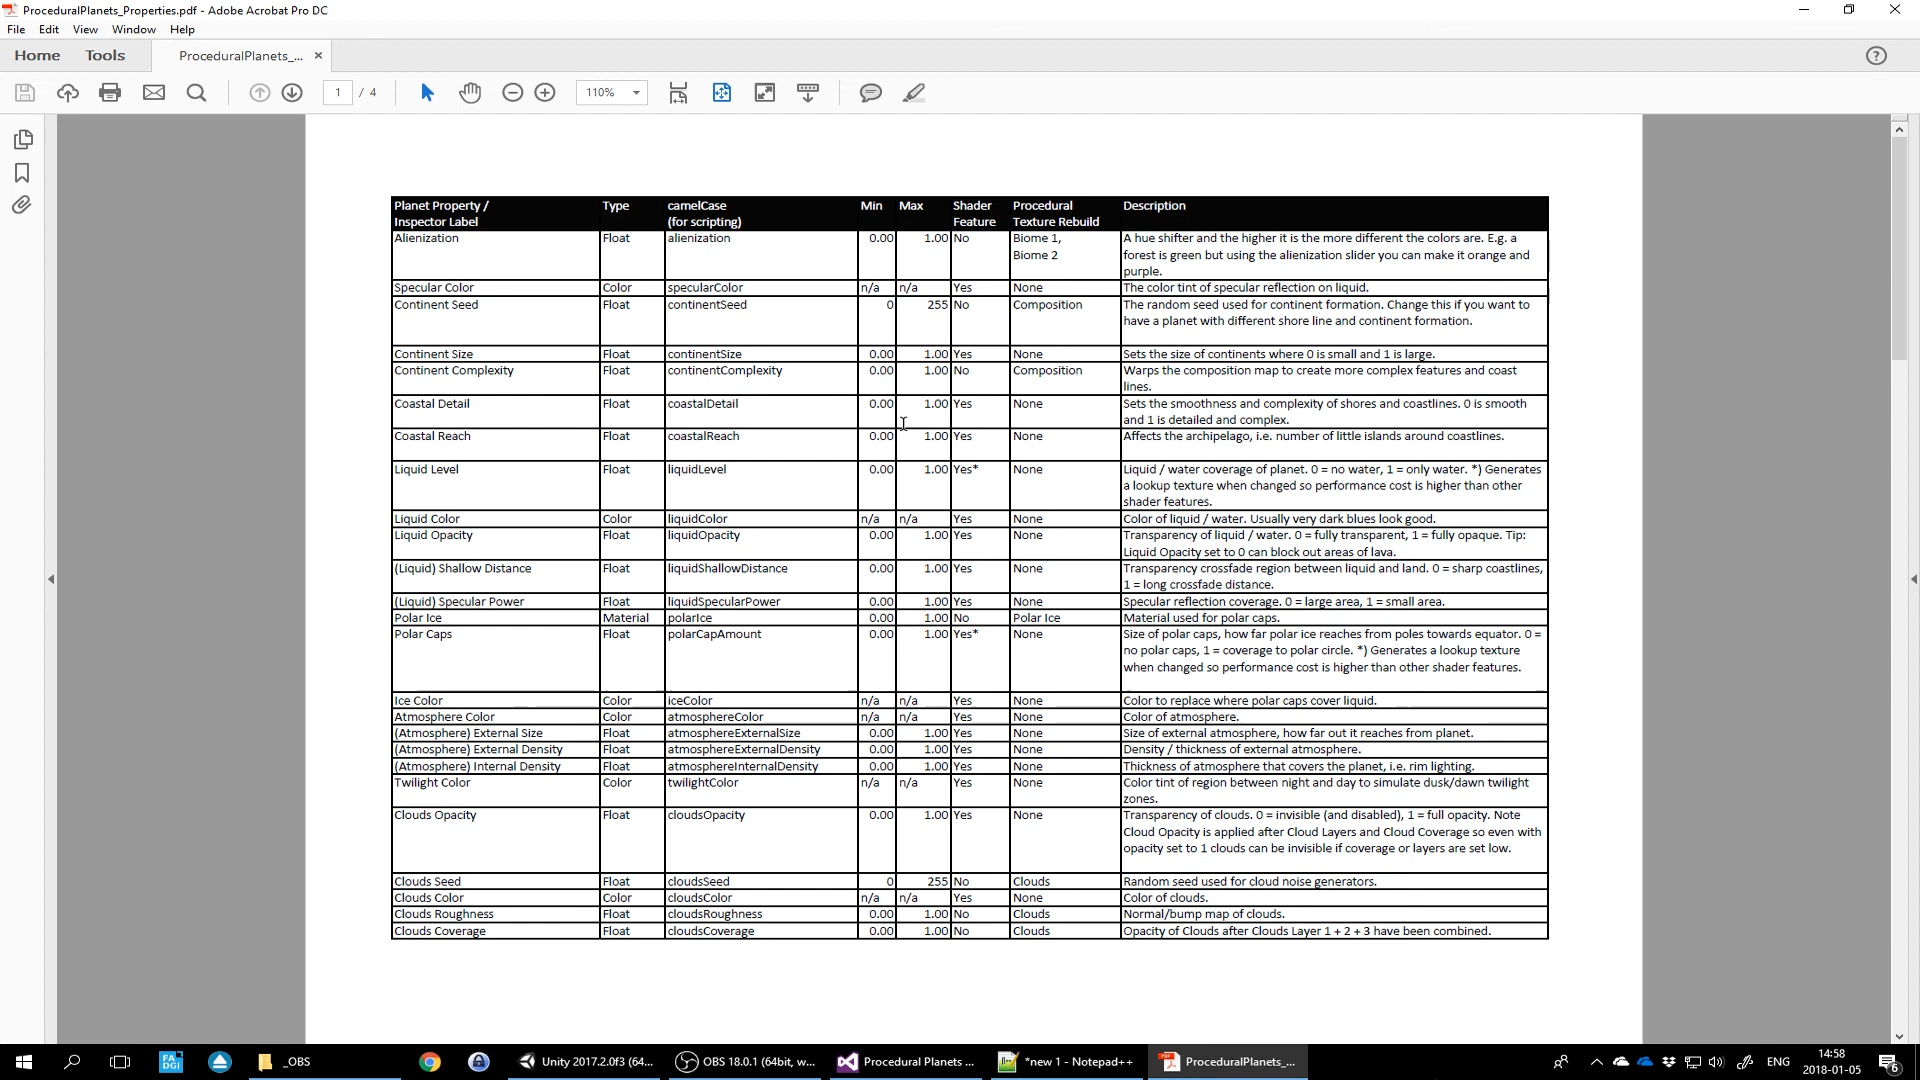 ProceduralPlanets_Properties.pdf - Adobe Acrobat Pro DC
File Edit View Window Help
Home Tools ProceduralPlanets_...
1 / 4 110%
Planet Property / Inspector Label Type camelCase (for scripting) Min Max Shader Feature Procedural Texture Rebuild Description
Alienization Float alienization 0.00 1.00 No Biome 1, Biome 2 A hue shifter and the higher it is the more different the colors are. E.g. a
forest is green but using the alienization slider you can make it orange and
purple.
Specular Color Color specularColor n/a n/a Yes None The color tint of specular reflection on liquid.
Continent Seed Float continentSeed 0 255 No Composition The random seed used for continent formation. Change this if you want to
have a planet with different shore line and continent formation.
Continent Size Float continentSize 0.00 1.00 Yes None Sets the size of continents where 0 is small and 1 is large.
Continent Complexity Float continentComplexity 0.00 1.00 No Composition Warps the composition map to create more complex features and coast
lines.
Coastal Detail Float coastalDetail 0.00 1.00 Yes None Sets the smoothness and complexity of shores and coastlines. 0 is smooth
and 1 is detailed and complex.
Coastal Reach Float coastalReach 0.00 1.00 Yes None Affects the archipelago, i.e. number of little islands around coastlines.
Liquid Level Float liquidLevel 0.00 1.00 Yes* None Liquid / water coverage of planet. 0 = no water, 1 = only water. *) Generates
a lookup texture when changed so performance cost is higher than other
shader features.
Liquid Color Color liquidColor n/a n/a Yes None Color of liquid / water. Usually very dark blues look good.
Liquid Opacity Float liquidOpacity 0.00 1.00 Yes None Transparency of liquid / water. 0 = fully transparent, 1 = fully opaque. Tip:
Liquid Opacity set to 0 can block out areas of lava.
(Liquid) Shallow Distance Float liquidShallowDistance 0.00 1.00 Yes None Transparency crossfade region between liquid and land. 0 = sharp coastlines,
1 = long crossfade distance.
(Liquid) Specular Power Float liquidSpecularPower 0.00 1.00 Yes None Specular reflection coverage. 0 = large area, 1 = small area.
Polar Ice Material polarIce 0.00 1.00 No Polar Ice Material used for polar caps.
Polar Caps Float polarCapAmount 0.00 1.00 Yes* None Size of polar caps, how far polar ice reaches from poles towards equator. 0 =
no polar caps, 1 = coverage to polar circle. *) Generates a lookup texture
when changed so performance cost is higher than other shader features.
Ice Color Color iceColor n/a n/a Yes None Color to replace where polar caps cover liquid.
Atmosphere Color Color atmosphereColor n/a n/a Yes None Color of atmosphere.
(Atmosphere) External Size Float atmosphereExternalSize 0.00 1.00 Yes None Size of external atmosphere, how far out it reaches from planet.
(Atmosphere) External Density Float atmosphereExternalDensity 0.00 1.00 Yes None Density / thickness of external atmosphere.
(Atmosphere) Internal Density Float atmosphereInternalDensity 0.00 1.00 Yes None Thickness of atmosphere that covers the planet, i.e. rim lighting.
Twilight Color Color twilightColor n/a n/a Yes None Color tint of region between night and day to simulate dusk/dawn twilight
zones.
Clouds Opacity Float cloudsOpacity 0.00 1.00 Yes None Transparency of clouds. 0 = invisible (and disabled), 1 = full opacity. Note
Cloud Opacity is applied after Cloud Layers and Cloud Coverage so even with
opacity set to 1 clouds can be invisible if coverage or layers are set low.
Clouds Seed Float cloudsSeed 0 255 No Clouds Random seed used for cloud noise generators.
Clouds Color Color cloudsColor n/a n/a Yes None Color of clouds.
Clouds Roughness Float cloudsRoughness 0.00 1.00 No Clouds Normal/bump map of clouds.
Clouds Coverage Float cloudsCoverage 0.00 1.00 No Clouds Opacity of Clouds after Clouds Layer 1 + 2 + 3 have been combined.
FA DGI _OBS Unity 2017.2.0f3 (64... OBS 18.0.1 (64bit, w... Procedural Planets ... *new 1 - Notepad++ ProceduralPlanets_... ENG 14:58
2018-01-05 6